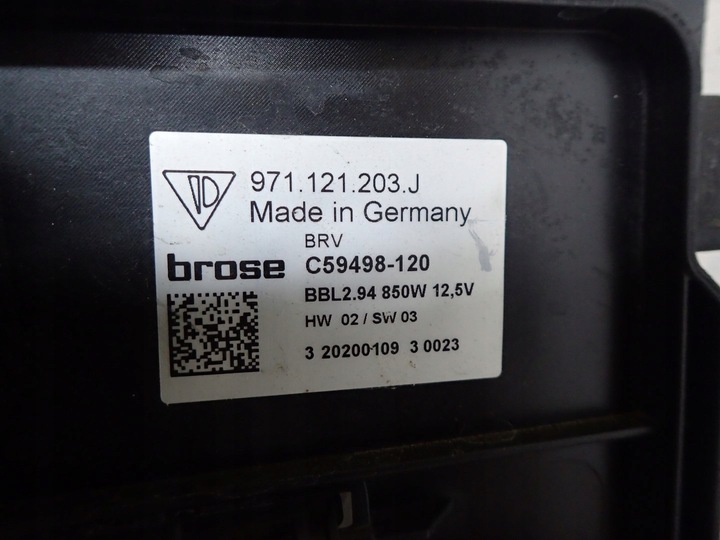 971.121.203.J
Made in Germany
BRV
brose C59498-120
BBL2.94 850W 12,5V
HW 02 / SW 03
3 20200109 3 0023